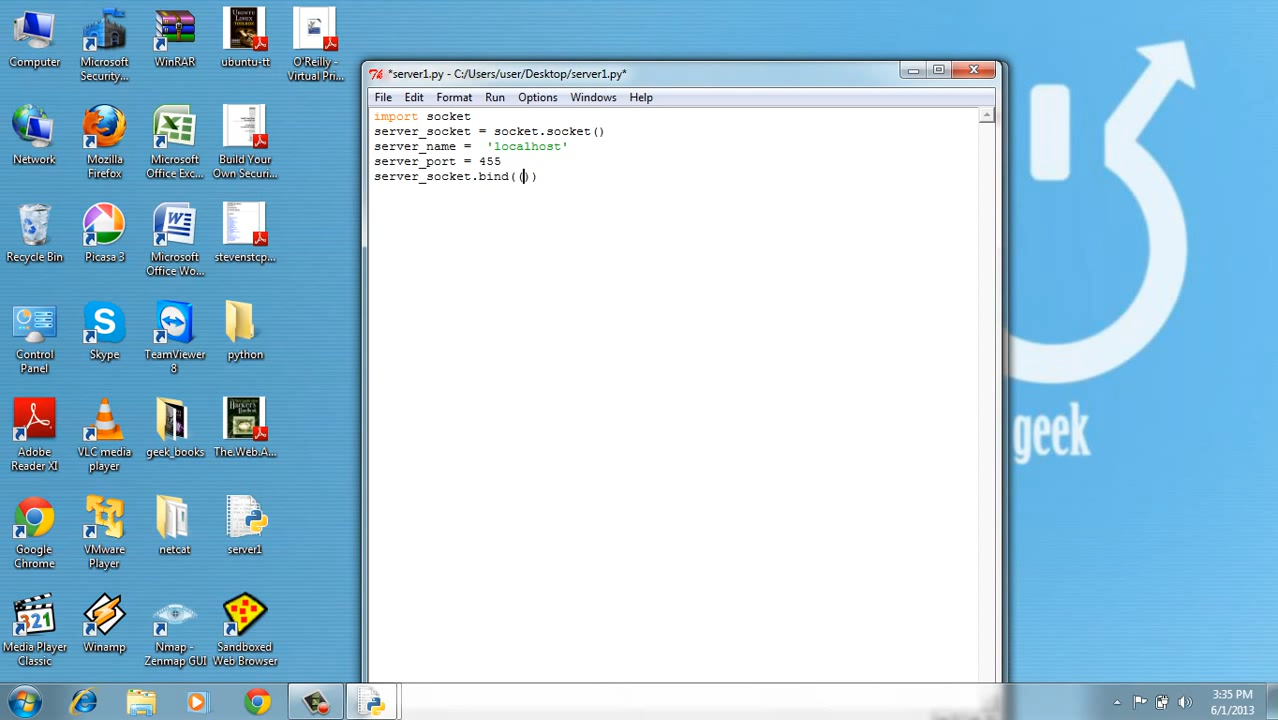 Computer
Microsoft
Security...
WinRAR
ubuntu-tt
O'Reilly -
Virtual Pri...
Network
Mozilla
Firefox
Microsoft
Office Exc...
Build Your
Own Securi...
Recycle Bin
Picasa 3
Microsoft
Office Wo...
stevenstcp...
Control
Panel
Skype
TeamViewer
8
python
Adobe
Reader XI
VLC media
player
geek_books
The.Web.A...
Google
Chrome
VMware
Player
netcat
server1
Media Player
Classic
Winamp
Nmap -
Zenmap GUI
Sandboxed
Web Browser
*server1.py - C:/Users/user/Desktop/server1.py*
File Edit Format Run Options Windows Help
import socket
server_socket = socket.socket()
server_name =  'localhost'
server_port = 455
server_socket.bind(())
geek
3:35 PM
6/1/2013